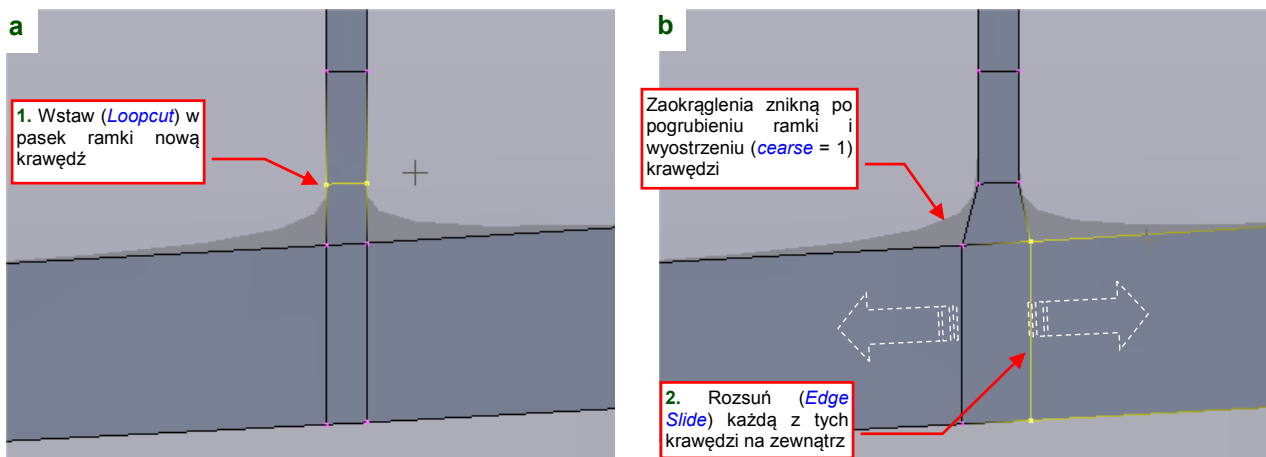 a
1. Wstaw (Loopcut) w
pasek ramki nową
krawędź
b
Zaokrąglenia znikną po
pogrubieniu ramki i
wyostrzeniu (cearse = 1)
krawędzi
2. Rozsuń (Edge
Slide) każdą z tych
krawędzi na zewnątrz